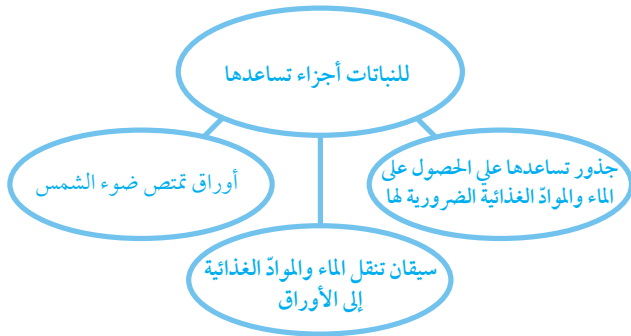 للنباتات أجزاء تساعدها
جذور تساعدها على الحصول على
الماء والموادّ الغذائية الضرورية لها
أوراق تمتص ضوء الشمس
سيقان تنقل الماء والموادّ الغذائية
إلى الأوراق